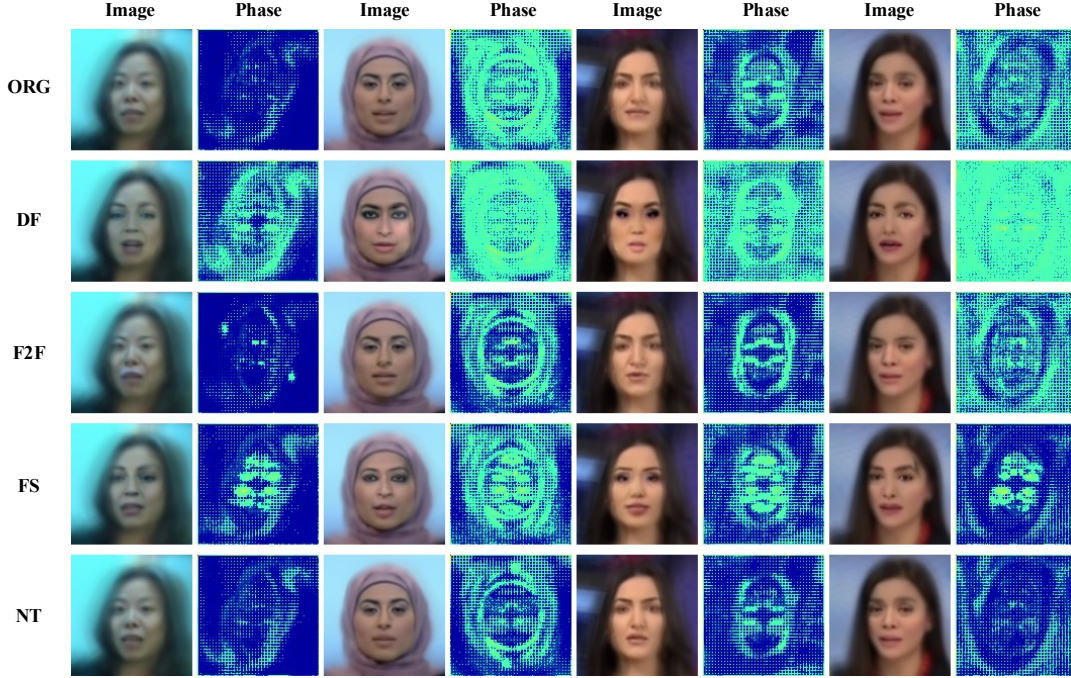 Image Phase Image Phase Image Phase Image Phase
ORG
DF
F2F
FS
NT